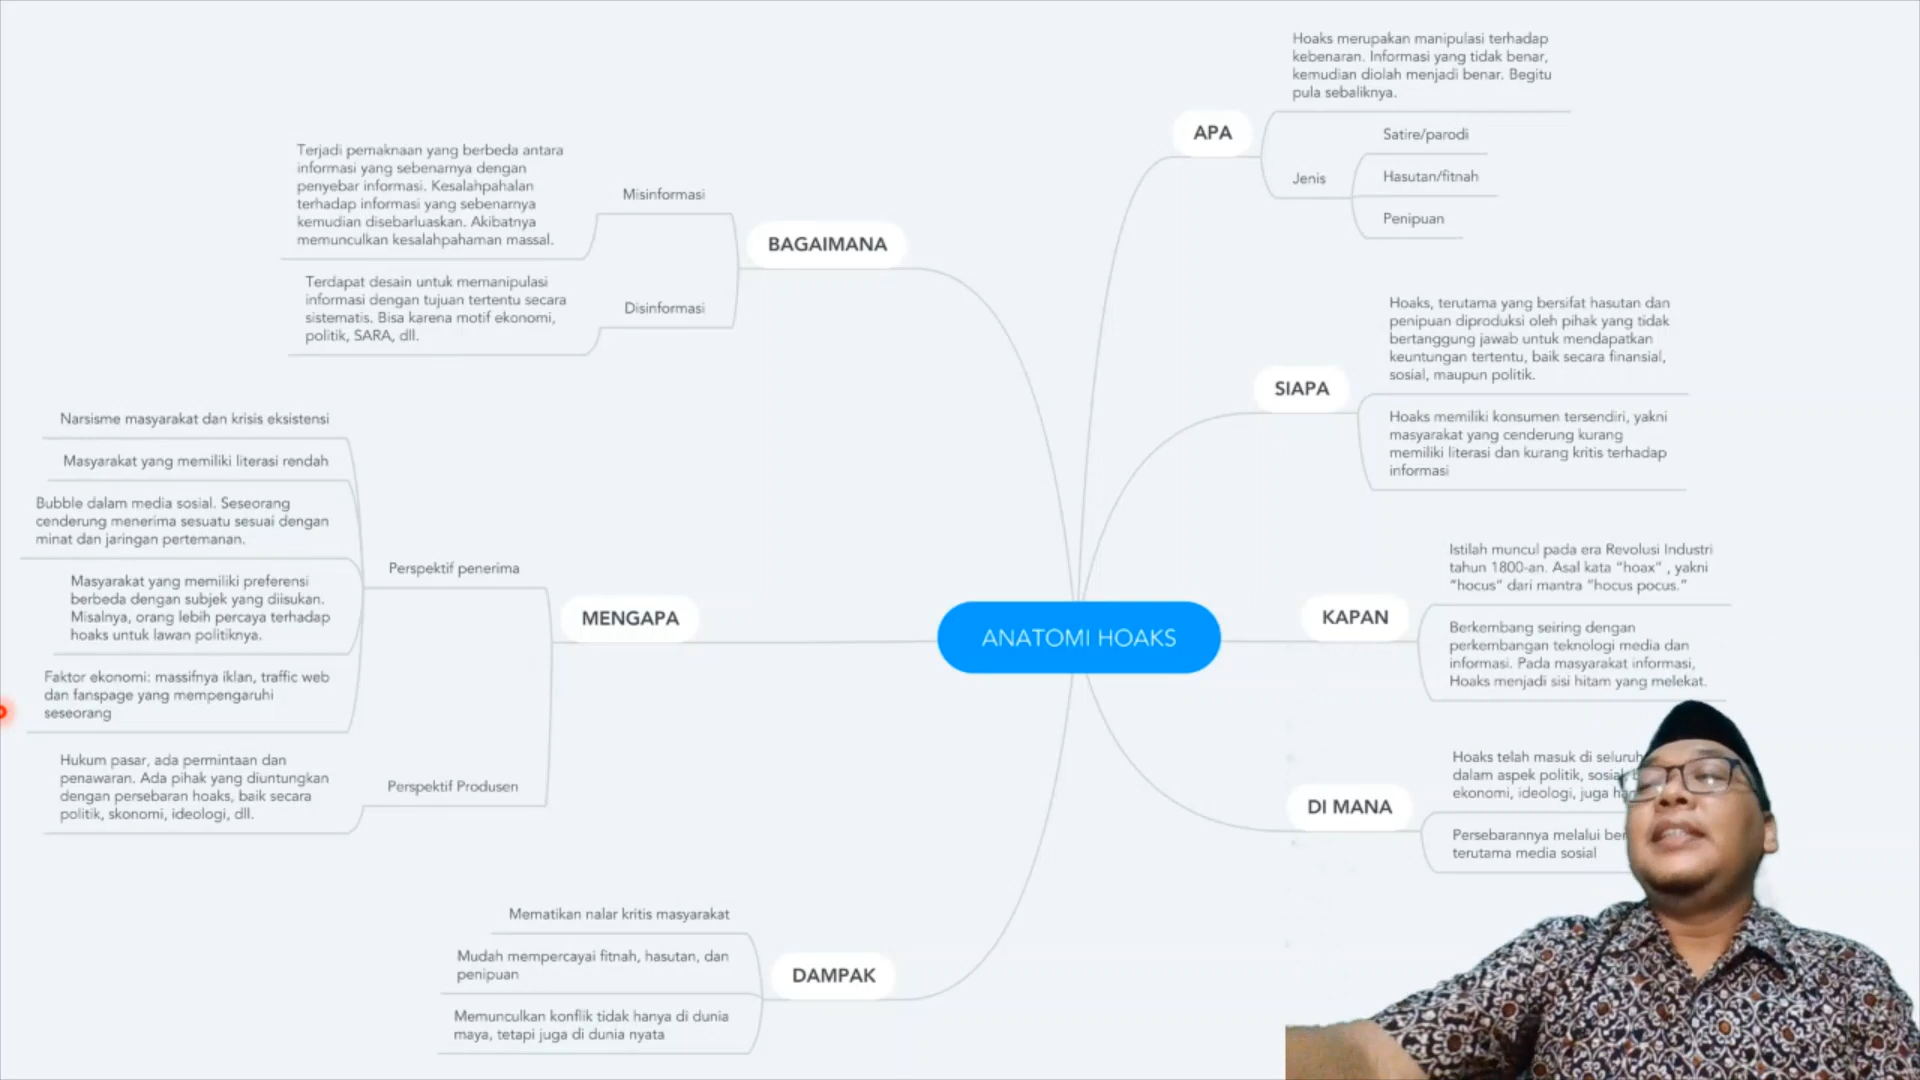 Hoaks merupakan manipulasi terhadap
kebenaran. Informasi yang tidak benar,
kemudian diolah menjadi benar. Begitu
pula sebaliknya.
APA
Satire/parodi
Jenis
Hasutan/fitnah
Penipuan
Terjadi pemaknaan yang berbeda antara
informasi yang sebenarnya dengan
penyebar informasi. Kesalahpahalan
terhadap informasi yang sebenarnya
kemudian disebarluaskan. Akibatnya
memunculkan kesalahpahaman massal.
Misinformasi
BAGAIMANA
Terdapat desain untuk memanipulasi
informasi dengan tujuan tertentu secara
sistematis. Bisa karena motif ekonomi,
politik, SARA, dll.
Disinformasi
Hoaks, terutama yang bersifat hasutan dan
penipuan diproduksi oleh pihak yang tidak
bertanggung jawab untuk mendapatkan
keuntungan tertentu, baik secara finansial,
sosial, maupun politik.
SIAPA
Hoaks memiliki konsumen tersendiri, yakni
masyarakat yang cenderung kurang
memiliki literasi dan kurang kritis terhadap
informasi
Narsisme masyarakat dan krisis eksistensi
Masyarakat yang memiliki literasi rendah
Bubble dalam media sosial. Seseorang
cenderung menerima sesuatu sesuai dengan
minat dan jaringan pertemanan.
Perspektif penerima
Masyarakat yang memiliki preferensi
berbeda dengan subjek yang diisukan.
Misalnya, orang lebih percaya terhadap
hoaks untuk lawan politiknya.
MENGAPA
Faktor ekonomi: massifnya iklan, traffic web
dan fanspage yang mempengaruhi
seseorang
Hukum pasar, ada permintaan dan
penawaran. Ada pihak yang diuntungkan
dengan persebaran hoaks, baik secara
politik, skonomi, ideologi, dll.
Perspektif Produsen
ANATOMI HOAKS
Istilah muncul pada era Revolusi Industri
tahun 1800-an. Asal kata "hoax" , yakni
"hocus" dari mantra "hocus pocus."
KAPAN
Berkembang seiring dengan
perkembangan teknologi media dan
informasi. Pada masyarakat informasi,
Hoaks menjadi sisi hitam yang melekat.
Hoaks telah masuk di seluruh
dalam aspek politik, sosial,
ekonomi, ideologi, juga
DI MANA
Persebarannya melalui
terutama media sosial
Mematikan nalar kritis masyarakat
Mudah mempercayai fitnah, hasutan, dan
penipuan
DAMPAK
Memunculkan konflik tidak hanya di dunia
maya, tetapi juga di dunia nyata